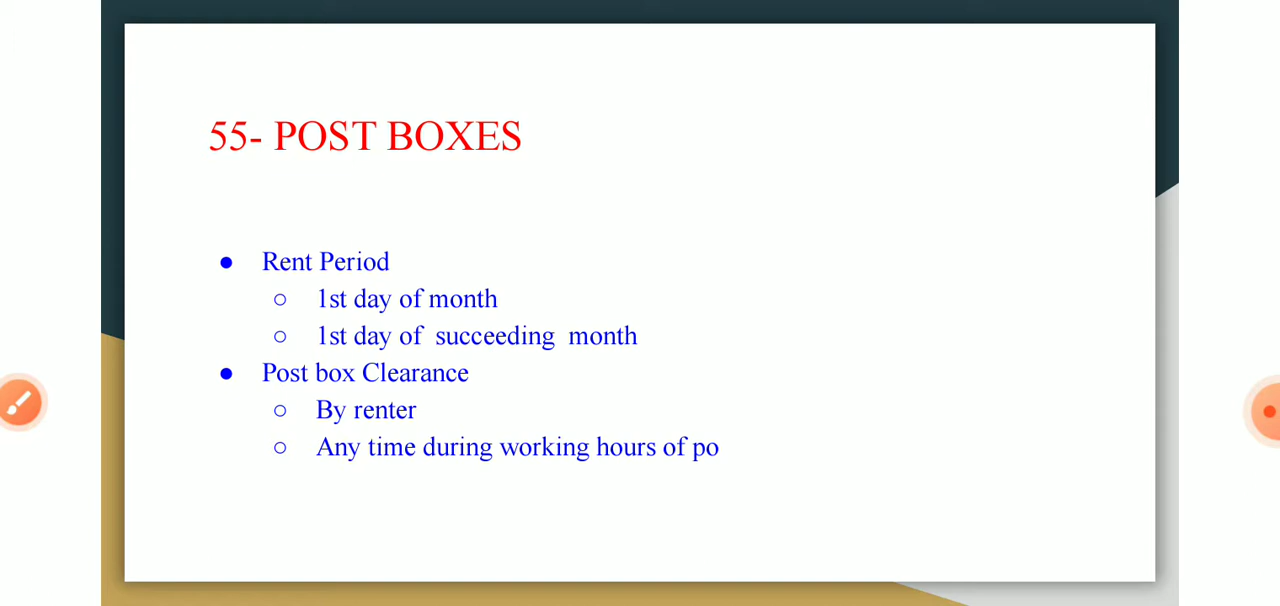 55- POST BOXES
● Rent Period
○ 1st day of month
○ 1st day of succeeding month
● Post box Clearance
○ By renter
○ Any time during working hours of po